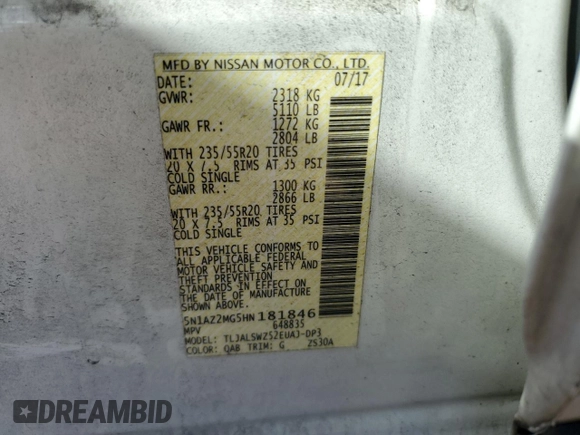 MFD BY NISSAN MOTOR CO., LTD.
DATE: 07/17
GVWR: 2318 KG
5110 LB
GAWR FR.: 1272 KG
2804 LB
WITH 235/55R20 TIRES
20 X 7.5 RIMS AT 35 PSI
COLD SINGLE
GAWR RR.: 1300 KG
2866 LB
WITH 235/55R20 TIRES
20 X 7.5 RIMS AT 35 PSI
COLD SINGLE
THIS VEHICLE CONFORMS TO
ALL APPLICABLE FEDERAL
MOTOR VEHICLE SAFETY AND
THEFT PREVENTION
STANDARDS IN EFFECT ON
THE DATE OF MANUFACTURE
SHOWN ABOVE.
5N1AZ2MG5HN181846
MPV 648835
MODEL: TLJALSWZ52EUAJ-DP3
COLOR: QAB TRIM: G ZS30A
DREAMBID